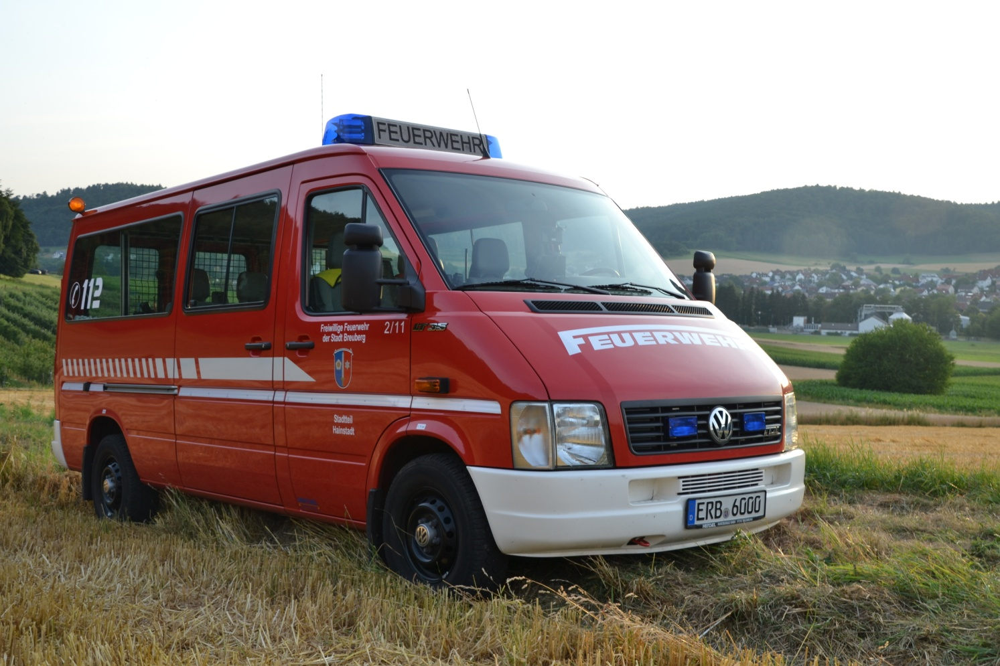 FEUERWEHR
112
Freiwillige Feuerwehr
der Stadt Breuberg
2/11
LT 35
FEUERWEHR
Stadtteil
Hainstadt
TDI
D
ERB 6000